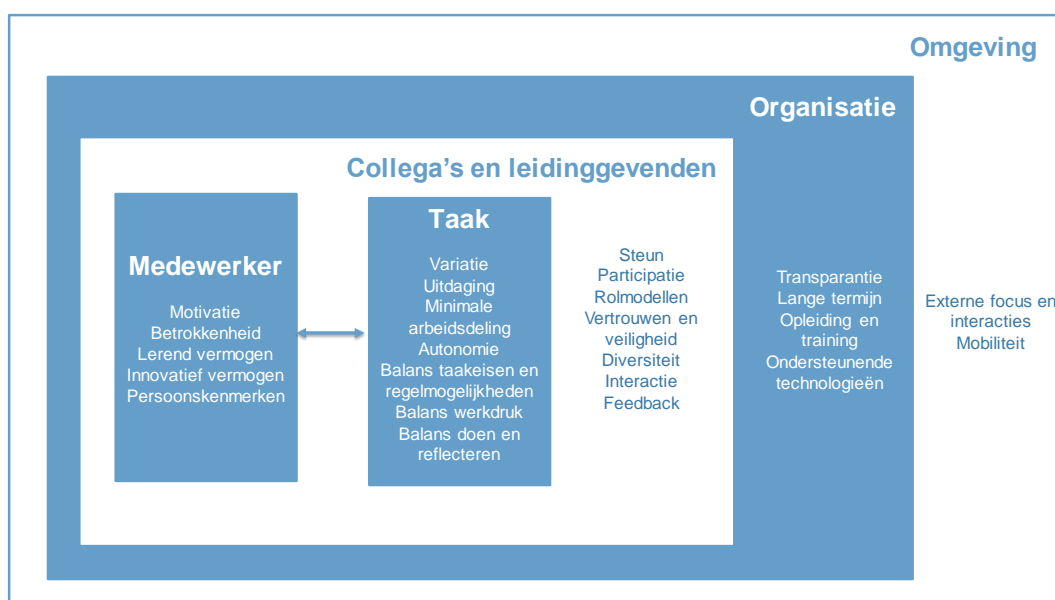 Omgeving
Organisatie
Collega’s en leidinggevenden
Medewerker
Motivatie
Betrokkenheid
Lerend vermogen
Innovatief vermogen
Persoonskenmerken
Taak
Variatie
Uitdaging
Minimale
arbeidsdeling
Autonomie
Balans taakeisen en
regelmogelijkheden
Balans werkdruk
Balans doen en
reflecteren
Steun
Participatie
Rolmodellen
Vertrouwen en
veiligheid
Diversiteit
Interactie
Feedback
Transparantie
Lange termijn
Opleiding en
training
Ondersteunende
technologieën
Externe focus en
interacties
Mobiliteit